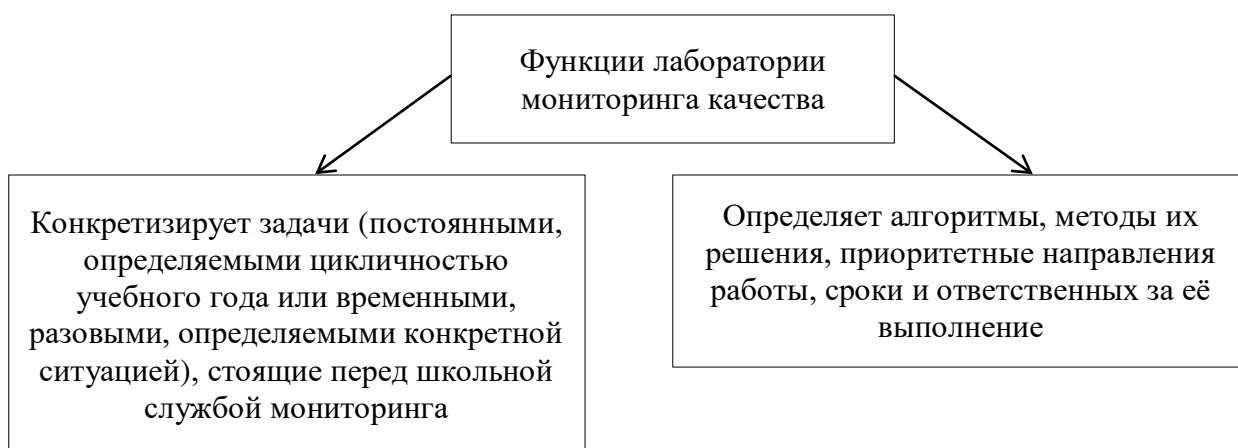 Функции лаборатории
мониторинга качества
Конкретизирует задачи (постоянными,
определяемыми цикличностью
учебного года или временными,
разовыми, определяемыми конкретной
ситуацией), стоящие перед школьной
службой мониторинга
Определяет алгоритмы, методы их
решения, приоритетные направления
работы, сроки и ответственных за её
выполнение